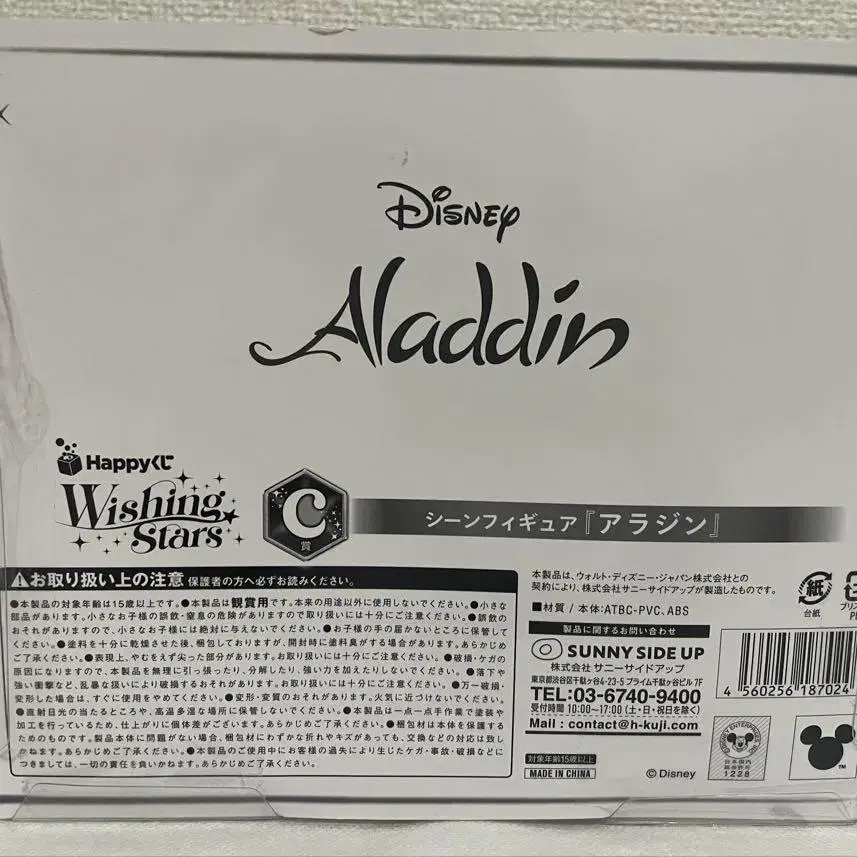 Disney
Aladdin
Happyくじ
Wishing
Stars
C
賞
シーンフィギュア『アラジン』
お取り扱い上の注意 保護者の方へ必ずお読みください。
●本製品の対象年齢は15歳以上です。●本製品は観賞用です。本来の用途以外に使用しないでください。●小さな
部品があります。小さなお子様の誤飲・窒息の危険がありますので取り扱いには十分にご注意ください。●誤飲の
おそれがありますので、小さなお子様には絶対に与えないでください。●お子様の手の届かないところに保管して
ください。●塗料を十分に乾燥させた後、梱包しておりますが、開封時に塗料臭がする場合があります。あらかじめ
ご了承ください。●表現上、やむをえず尖った部分があります。お取り扱いには十分にご注意ください。●破損・ケガの
原因になりますので、本製品を無理に引っ張ったり、分解したり、強い力を加えたりしないでください。●落下や
強い衝撃など、乱暴な扱いにより破損するおそれがあります。お取り扱いには十分にご注意ください。●万一破損・
変形した場合は、すぐに使用をやめてください。●変形・変質のおそれがあります。火気に近づけないでください。
●直射日光の当たるところや、高温多湿な場所に保管しないでください。●本製品は一点一点手作業で塗装や
加工を行っているため、仕上がりに個体差がございます。あらかじめご了承ください。●梱包材は本体を保護する
ためのものです。製品本体に問題がない場合、梱包材にわずかな折れやキズがあっても、交換などの対応は致し
かねます。あらかじめご了承ください。●本製品のご使用中にお客様の過失により生じたケガ・事故・破損などに
つきましては、一切の責任を負いかねます。あらかじめご了承ください。
本製品は、ウォルト・ディズニー・ジャパン株式会社との
契約により、株式会社サニーサイドアップが製造したものです。
■材質 / 本体:ATBC-PVC、ABS
製品に関するお問い合わせ
SUNNY SIDE UP
株式会社 サニーサイドアップ
東京都渋谷区千駄ヶ谷4-23-5 プライム千駄ヶ谷ビル 7F
TEL:03-6740-9400
受付時間 10:00〜17:00 (土・日・祝日を除く)
Mail : contact@h-kuji.com
対象年齢15歳以上
MADE IN CHINA
©Disney
紙
台紙
4 560256 187024
1228
TM